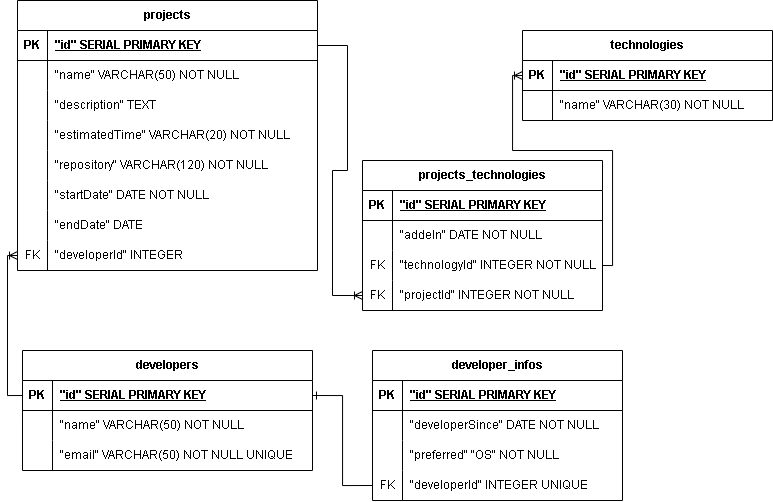 projects
PK "id" SERIAL PRIMARY KEY
"name" VARCHAR(50) NOT NULL
"description" TEXT
"estimatedTime" VARCHAR(20) NOT NULL
"repository" VARCHAR(120) NOT NULL
"startDate" DATE NOT NULL
"endDate" DATE
FK "developerId" INTEGER
technologies
PK "id" SERIAL PRIMARY KEY
"name" VARCHAR(30) NOT NULL
projects_technologies
PK "id" SERIAL PRIMARY KEY
"addeIn" DATE NOT NULL
FK "technologyId" INTEGER NOT NULL
FK "projectId" INTEGER NOT NULL
developers
PK "id" SERIAL PRIMARY KEY
"name" VARCHAR(50) NOT NULL
"email" VARCHAR(50) NOT NULL UNIQUE
developer_infos
PK "id" SERIAL PRIMARY KEY
"developerSince" DATE NOT NULL
"preferred" "OS" NOT NULL
FK "developerId" INTEGER UNIQUE